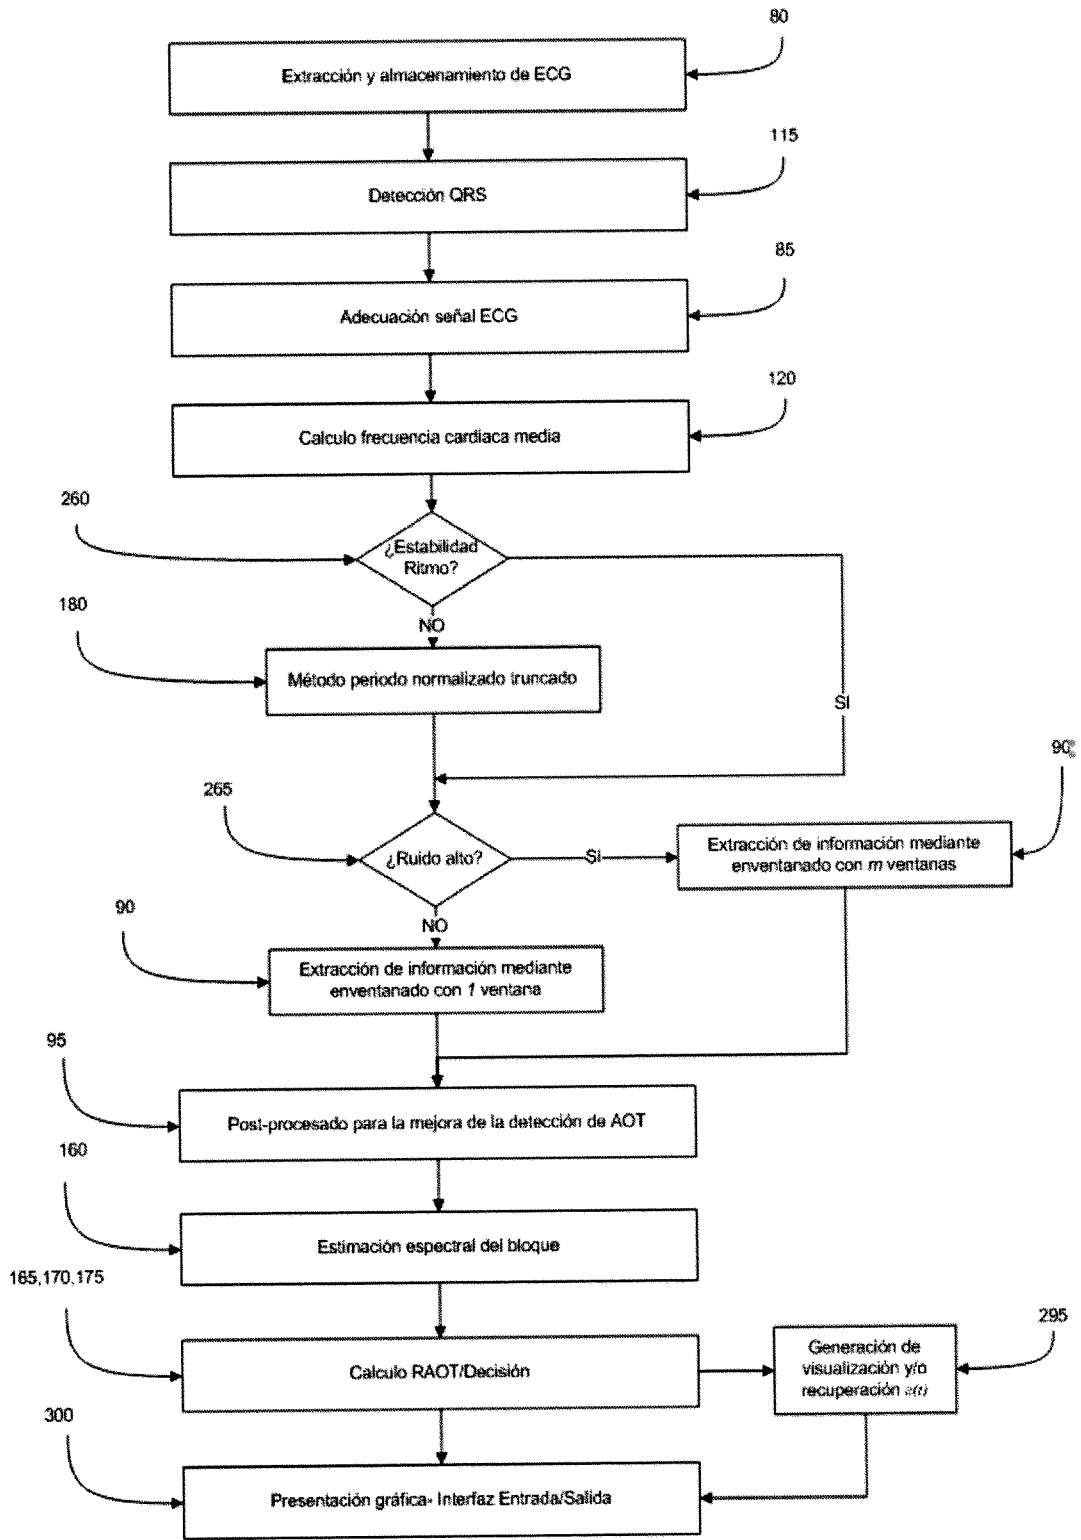 80
Extracción y almacenamiento de ECG
115
Detección QRS
85
Adecuación señal ECG
120
Calculo frecuencia cardiaca media
260
¿Estabilidad
Ritmo?
180
NO
Método periodo normalizado truncado
SI
90
265
¿Ruido alto?
SI
Extracción de información mediante
enventanado con m ventanas
90
NO
Extracción de información mediante
enventanado con 1 ventana
95
Post-procesado para la mejora de la detección de AOT
160
Estimación espectral del bloque
165,170,175
Calculo RAOT/Decisión
295
Generación de
visualización y/o
recuperación
300
Presentación gráfica- Interfaz Entrada/Salida